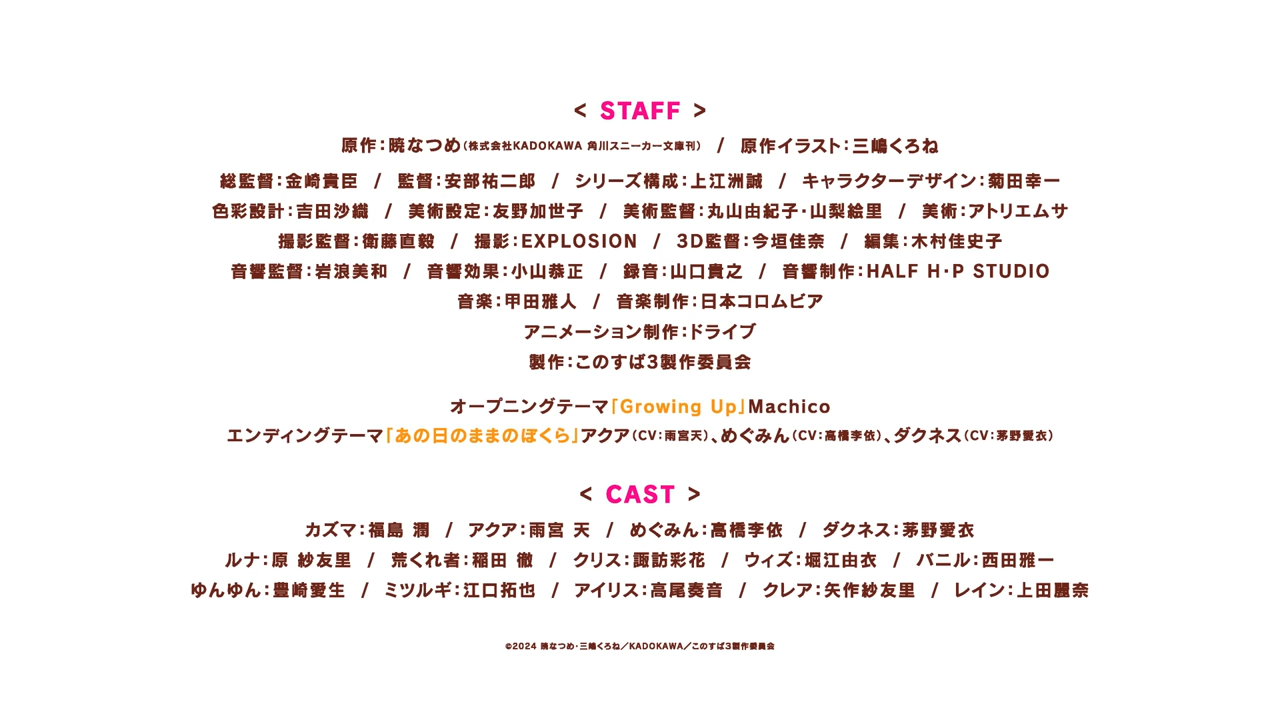 < STAFF >
原作：暁なつめ（株式会社KADOKAWA 角川スニーカー文庫刊） / 原作イラスト：三嶋くろね
総監督：金崎貴臣 / 監督：安部祐二郎 / シリーズ構成：上江洲誠 / キャラクターデザイン：菊田幸一
色彩設計：吉田沙織 / 美術設定：友野加世子 / 美術監督：丸山由紀子・山梨絵里 / 美術：アトリエムサ
撮影監督：衛藤直毅 / 撮影：EXPLOSION / 3D監督：今垣佳奈 / 編集：木村佳史子
音響監督：岩浪美和 / 音響効果：小山恭正 / 録音：山口貴之 / 音響制作：HALF H・P STUDIO
音楽：甲田雅人 / 音楽制作：日本コロムビア
アニメーション制作：ドライブ
製作：このすば3製作委員会
オープニングテーマ「Growing Up」Machico
エンディングテーマ「あの日のままのぼくら」アクア（CV：雨宮天）、めぐみん（CV：高橋李依）、ダクネス（CV：茅野愛衣）
< CAST >
カズマ：福島 潤 / アクア：雨宮 天 / めぐみん：高橋李依 / ダクネス：茅野愛衣
ルナ：原 紗友里 / 荒くれ者：稲田 徹 / クリス：諏訪彩花 / ウィズ：堀江由衣 / バニル：西田雅一
ゆんゆん：豊崎愛生 / ミツルギ：江口拓也 / アイリス：高尾奏音 / クレア：矢作紗友里 / レイン：上田麗奈
©2024 暁なつめ・三嶋くろね／KADOKAWA／このすば3製作委員会